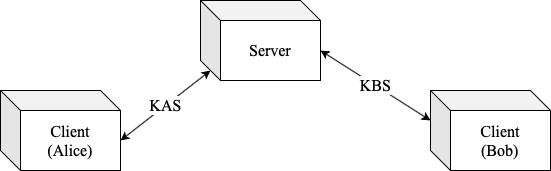 Server
KAS
KBS
Client
(Alice)
Client
(Bob)